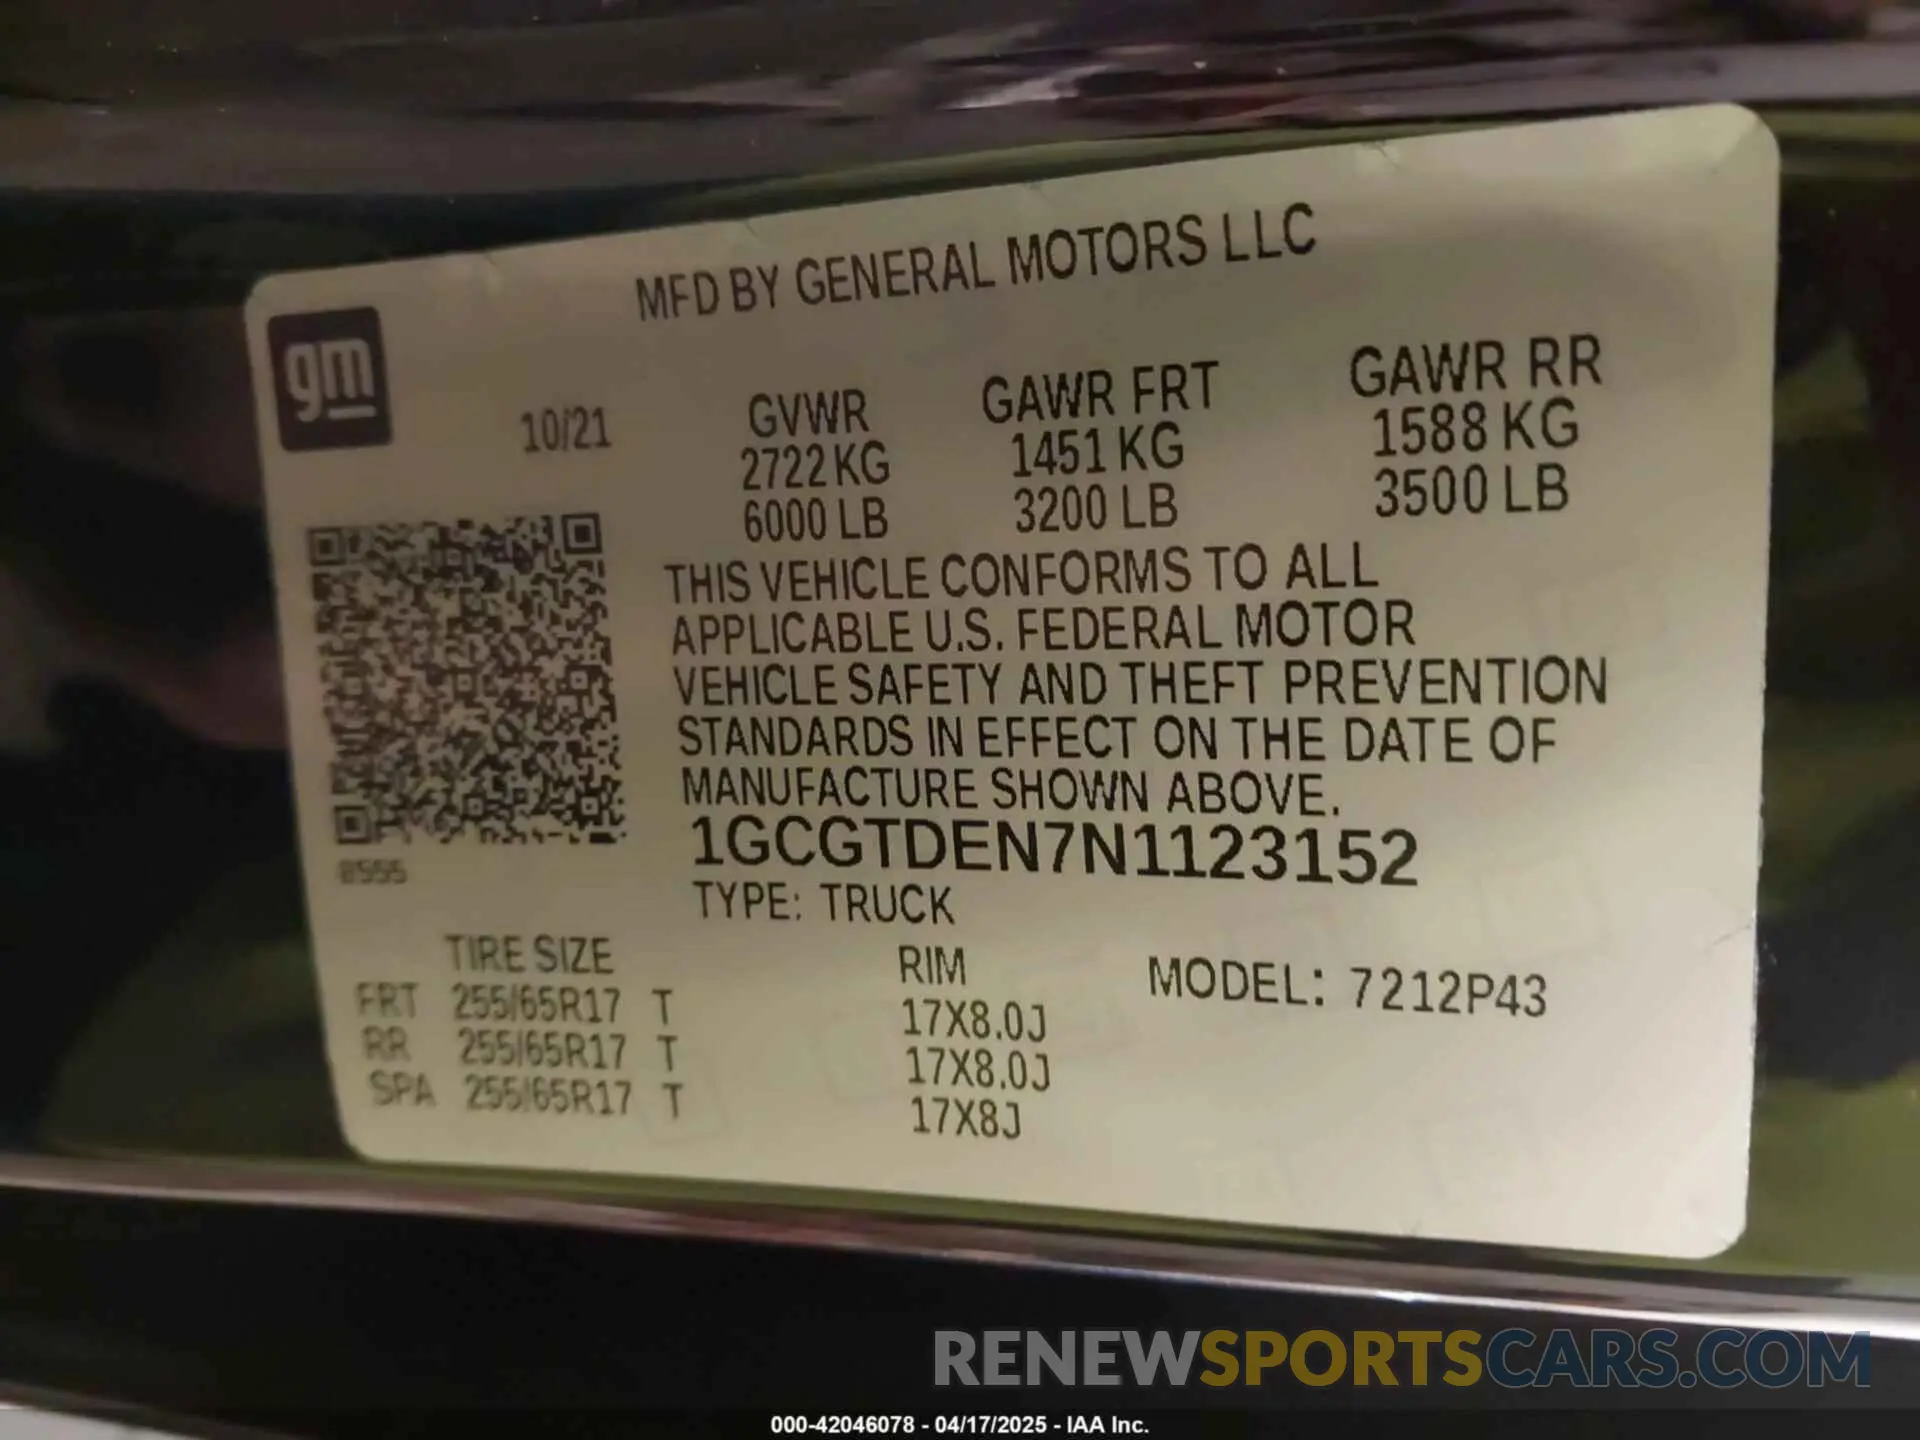 MFD BY GENERAL MOTORS LLC
gm
10/21
GVWR GAWR FRT GAWR RR
2722 KG 1451 KG 1588 KG
6000 LB 3200 LB 3500 LB
THIS VEHICLE CONFORMS TO ALL
APPLICABLE U.S. FEDERAL MOTOR
VEHICLE SAFETY AND THEFT PREVENTION
STANDARDS IN EFFECT ON THE DATE OF
MANUFACTURE SHOWN ABOVE.
1GCGTDEN7N1123152
8555
TYPE: TRUCK
TIRE SIZE RIM MODEL: 7212P43
FRT 255/65R17 T 17X8.0J
RR 255/65R17 T 17X8.0J
SPA 255/65R17 T 17X8J
RENEWSPORTSCARS.COM
000-42046078 - 04/17/2025 - IAA Inc.